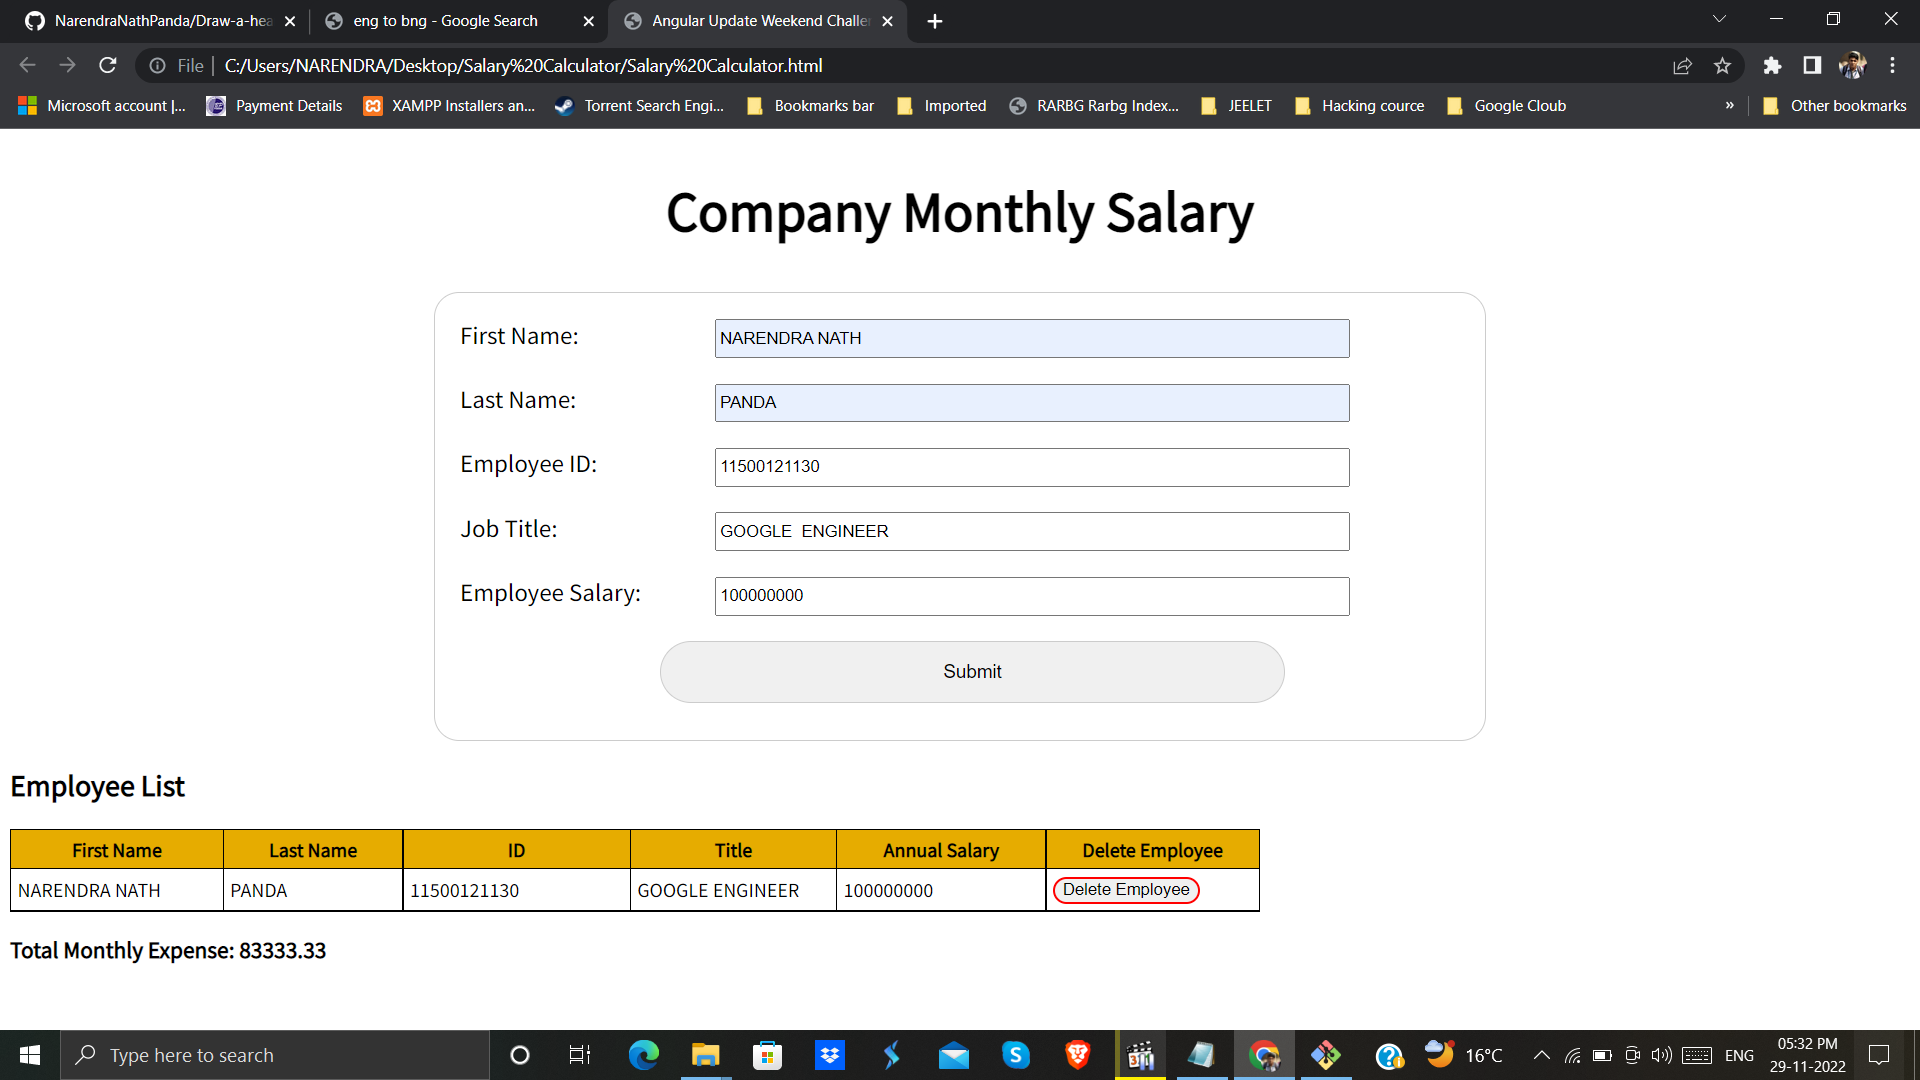 NarendraNathPanda/Draw-a-hea
eng to bng - Google Search
Angular Update Weekend Challen
File | C:/Users/NARENDRA/Desktop/Salary%20Calculator/Salary%20Calculator.html
Microsoft account |... Payment Details XAMPP Installers an... Torrent Search Engi... Bookmarks bar Imported RARBG Rarbg Index... JEELET Hacking cource Google Cloub » Other bookmarks
Company Monthly Salary
First Name: NARENDRA NATH
Last Name: PANDA
Employee ID: 11500121130
Job Title: GOOGLE  ENGINEER
Employee Salary: 100000000
Submit
Employee List
First Name Last Name ID Title Annual Salary Delete Employee
NARENDRA NATH PANDA 11500121130 GOOGLE ENGINEER 100000000 Delete Employee
Total Monthly Expense: 83333.33
Type here to search
16°C
ENG
05:32 PM
29-11-2022